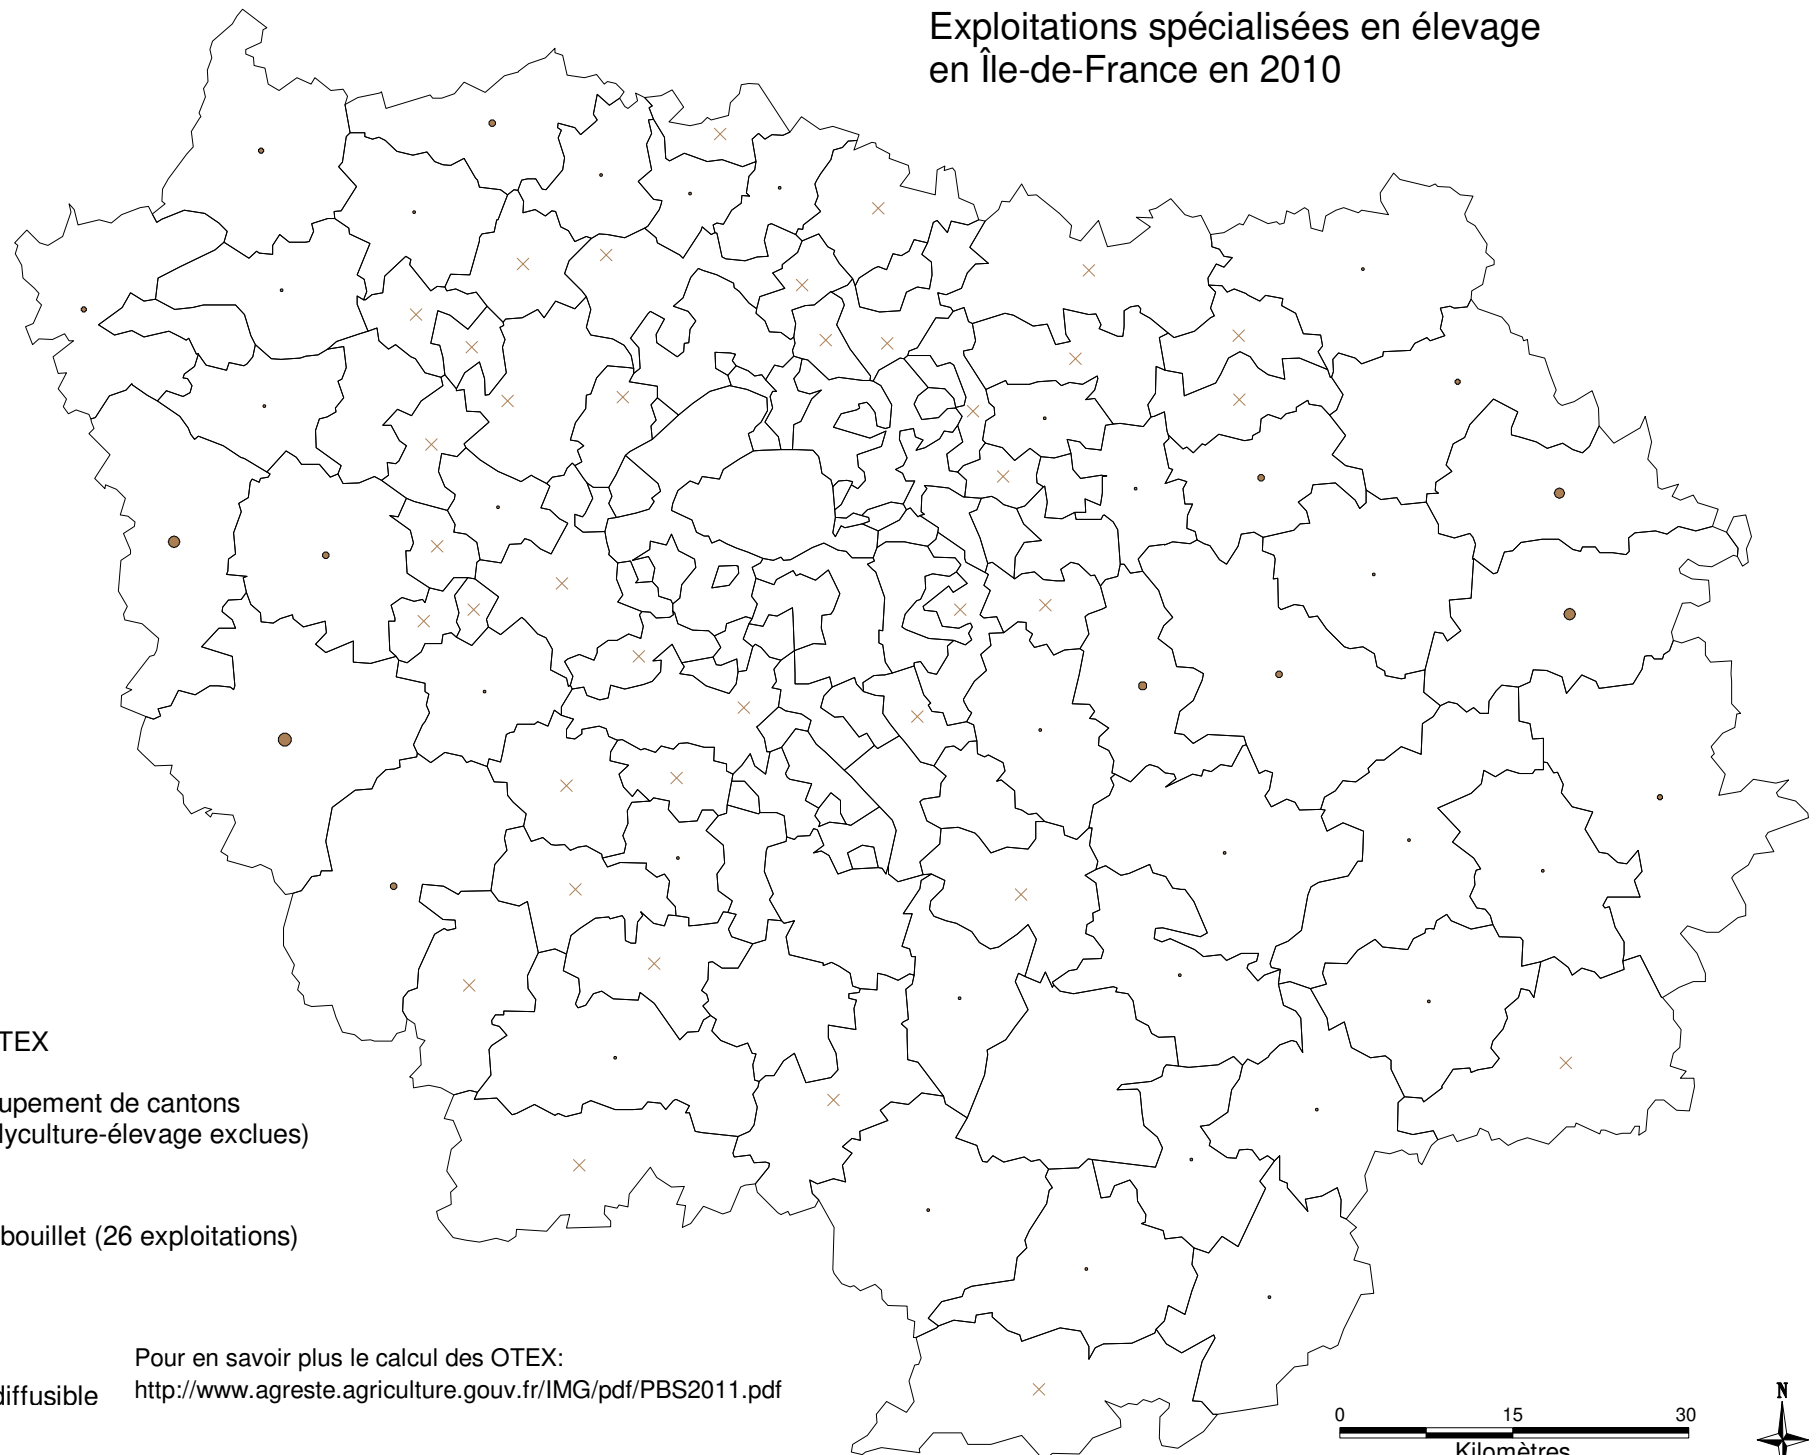 Exploitations spécialisées en élevage
en Île-de-France en 2010
TEX
upement de cantons
lyculture-élevage exclues)
bouillet (26 exploitations)
Pour en savoir plus le calcul des OTEX:
diffusible http://www.agreste.agriculture.gouv.fr/IMG/pdf/PBS2011.pdf
0 15 30
Kilomètres
N